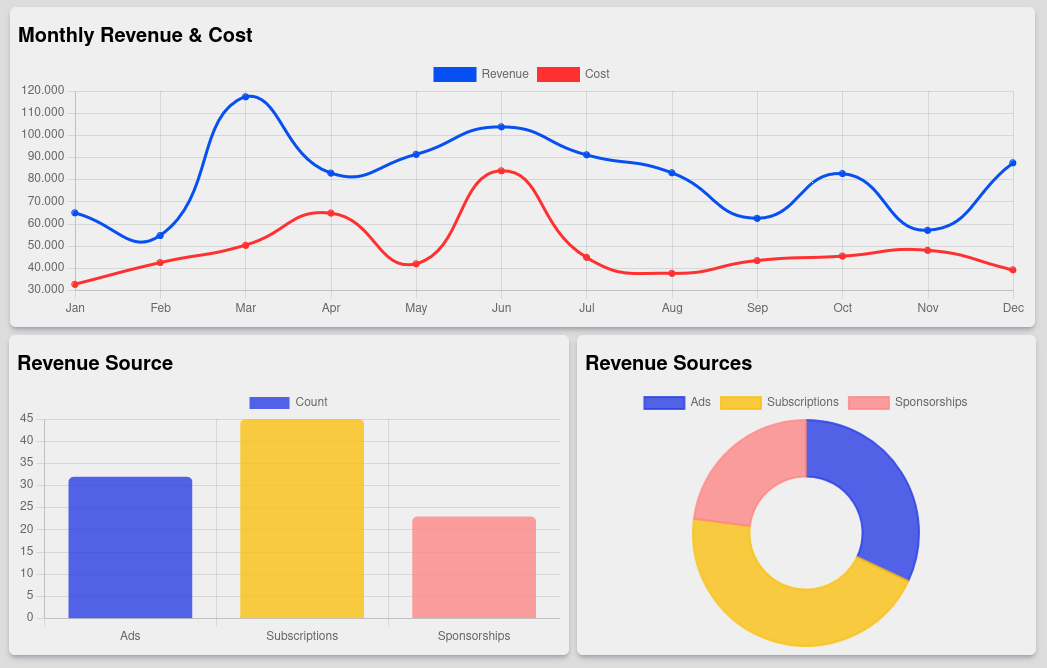 Monthly Revenue & Cost
Revenue Cost
120.000
110.000
100.000
90.000
80.000
70.000
60.000
50.000
40.000
30.000
Jan Feb Mar Apr May Jun Jul Aug Sep Oct Nov Dec
Revenue Source
Count
45
40
35
30
25
20
15
10
5
0
Ads Subscriptions Sponsorships
Revenue Sources
Ads Subscriptions Sponsorships